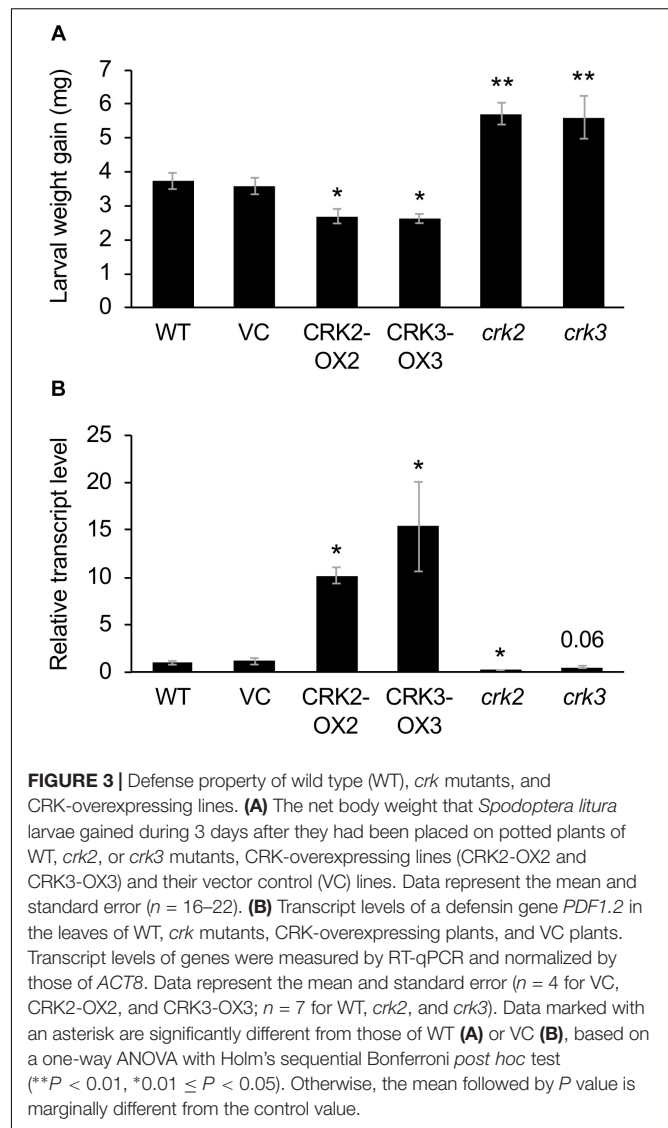 A
Larval weight gain (mg)
7
6
5
4
3
2
1
0
* * ** **
WT VC CRK2-OX2 CRK3-OX3 crk2 crk3
B
Relative transcript level
25
20
15
10
5
0
* * * 0.06
WT VC CRK2-OX2 CRK3-OX3 crk2 crk3
FIGURE 3 | Defense property of wild type (WT), crk mutants, and
CRK-overexpressing lines. (A) The net body weight that Spodoptera litura
larvae gained during 3 days after they had been placed on potted plants of
WT, crk2, or crk3 mutants, CRK-overexpressing lines (CRK2-OX2 and
CRK3-OX3) and their vector control (VC) lines. Data represent the mean and
standard error (n = 16–22). (B) Transcript levels of a defensin gene PDF1.2 in
the leaves of WT, crk mutants, CRK-overexpressing plants, and VC plants.
Transcript levels of genes were measured by RT-qPCR and normalized by
those of ACT8. Data represent the mean and standard error (n = 4 for VC,
CRK2-OX2, and CRK3-OX3; n = 7 for WT, crk2, and crk3). Data marked with
an asterisk are significantly different from those of WT (A) or VC (B), based on
a one-way ANOVA with Holm's sequential Bonferroni post hoc test
(**P < 0.01, *0.01 ≤ P < 0.05). Otherwise, the mean followed by P value is
marginally different from the control value.